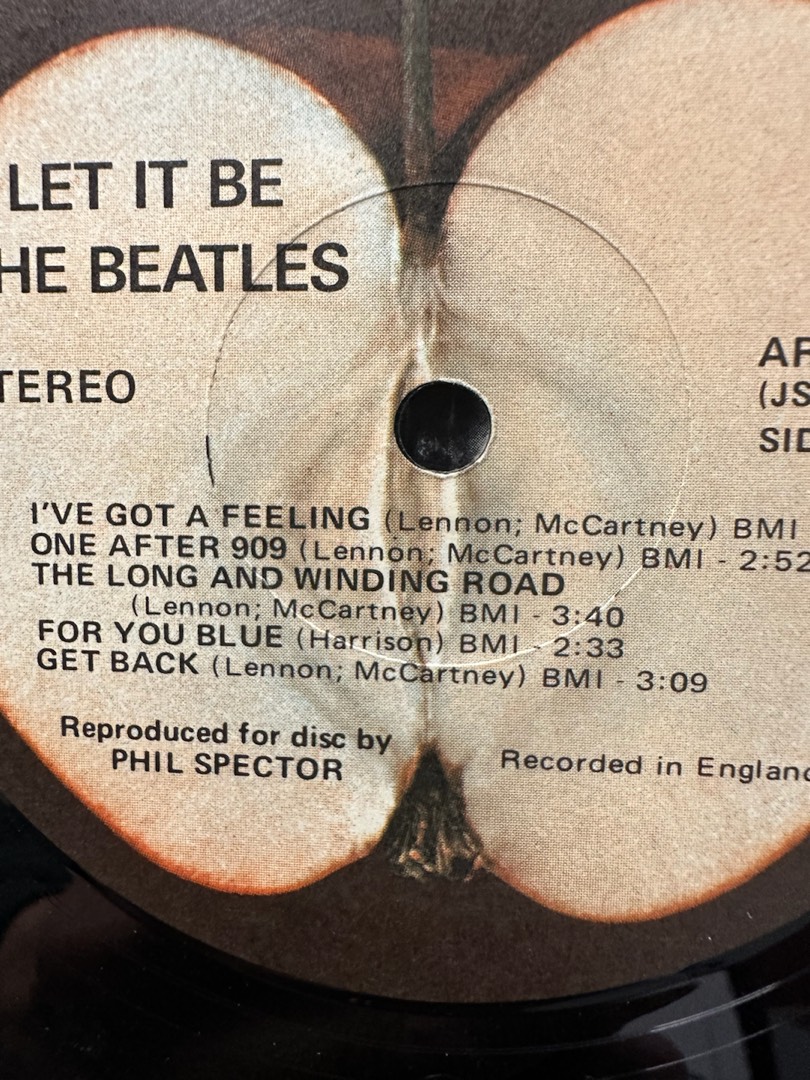 LET IT BE
HE BEATLES
TEREO
AR
(JS
SID
I'VE GOT A FEELING (Lennon; McCartney) BMI
ONE AFTER 909 (Lennon; McCartney) BMI - 2:52
THE LONG AND WINDING ROAD
(Lennon; McCartney) BMI - 3:40
FOR YOU BLUE (Harrison) BMI - 2:33
GET BACK (Lennon; McCartney) BMI - 3:09
Reproduced for disc by
PHIL SPECTOR
Recorded in England